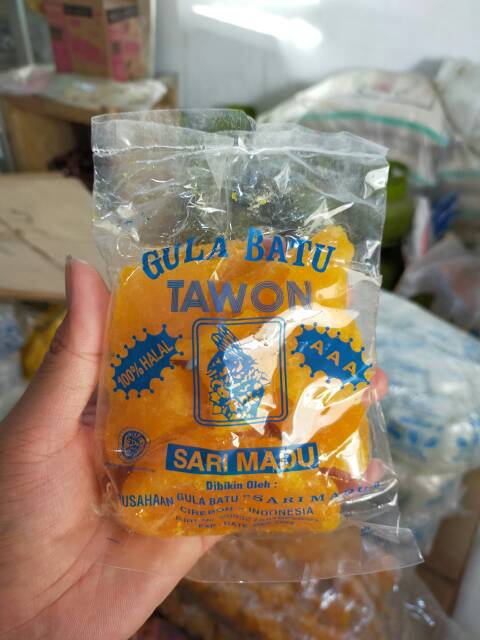 GULA BATU
TAWON
100% HALAL
AAA
SARI MADU
Dibikin Oleh :
USAHAAN GULA BATU "SARI MADU"
CIREBON - INDONESIA